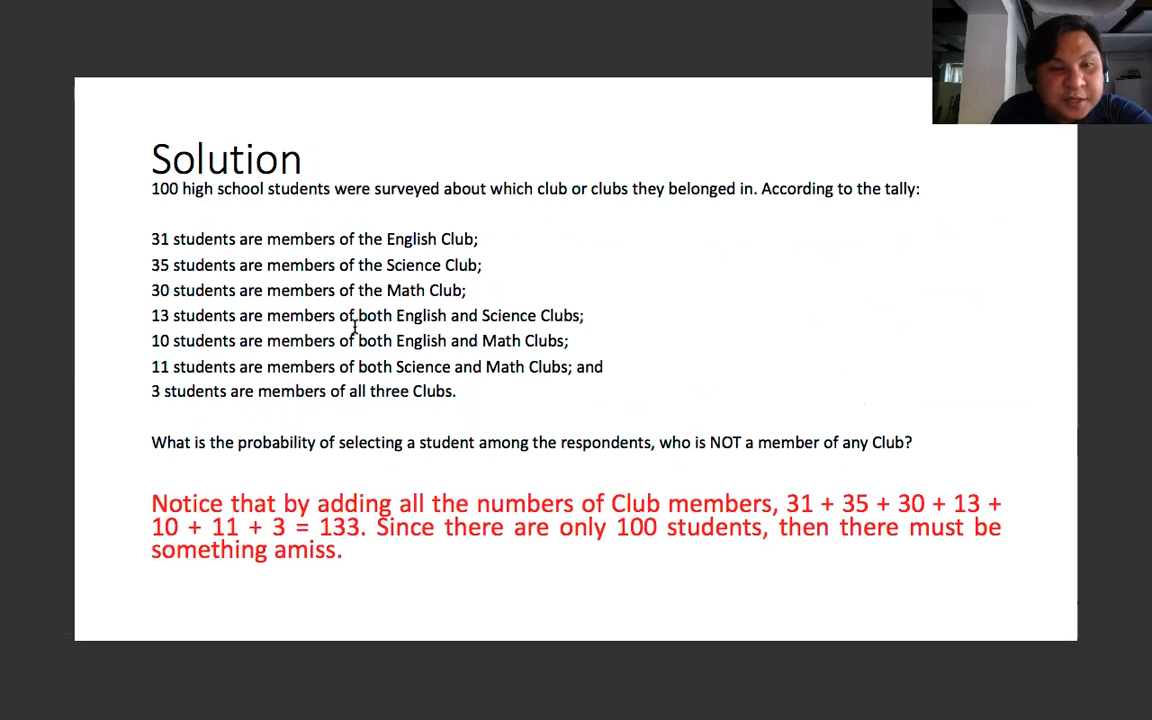 Solution
100 high school students were surveyed about which club or clubs they belonged in. According to the tally:
31 students are members of the English Club;
35 students are members of the Science Club;
30 students are members of the Math Club;
13 students are members of both English and Science Clubs;
10 students are members of both English and Math Clubs;
11 students are members of both Science and Math Clubs; and
3 students are members of all three Clubs.
What is the probability of selecting a student among the respondents, who is NOT a member of any Club?
Notice that by adding all the numbers of Club members, 31 + 35 + 30 + 13 +
10 + 11 + 3 = 133. Since there are only 100 students, then there must be
something amiss.